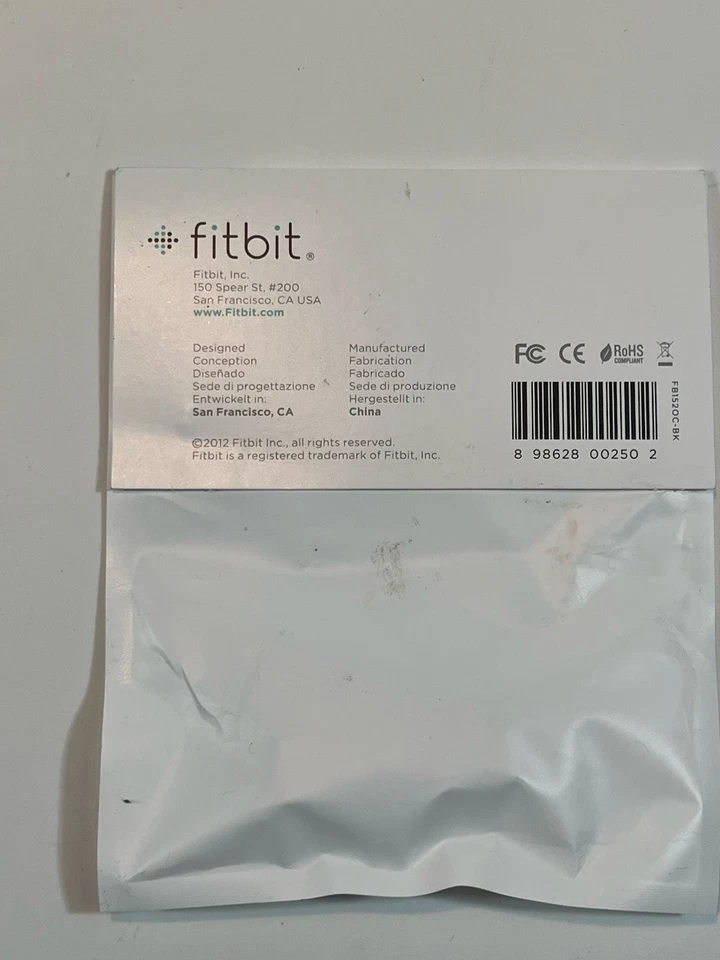 fitbit®
Fitbit, Inc.
150 Spear St, #200
San Francisco, CA USA
www.Fitbit.com
Designed
Conception
Diseñado
Sede di progettazione
Entwickelt in:
San Francisco, CA
Manufactured
Fabrication
Fabricado
Sede di produzione
Hergestellt in:
China
©2012 Fitbit Inc., all rights reserved.
Fitbit is a registered trademark of Fitbit, Inc.
FC CE RoHS
COMPLIANT
FB152OC-BK
8 98628 00250 2